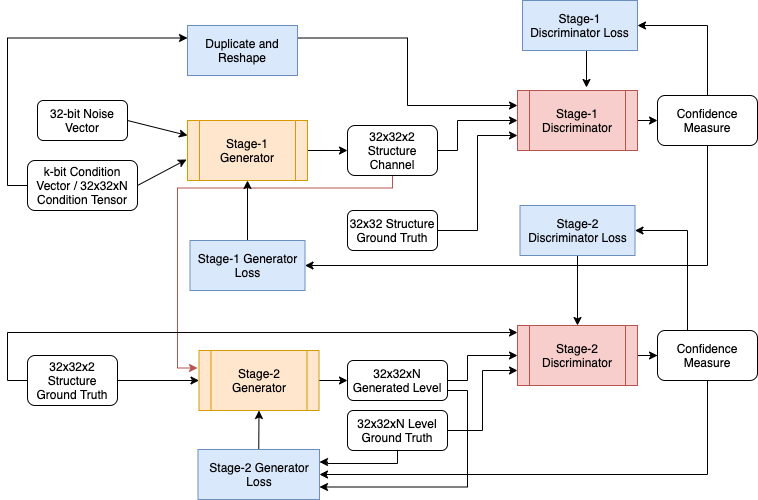 Stage-1
Discriminator Loss
Duplicate and
Reshape
32-bit Noise
Vector
Stage-1
Generator
32x32x2
Structure
Channel
Stage-1
Discriminator
Confidence
Measure
k-bit Condition
Vector / 32x32xN
Condition Tensor
32x32 Structure
Ground Truth
Stage-2
Discriminator Loss
Stage-1 Generator
Loss
32x32x2
Structure
Ground Truth
Stage-2
Generator
32x32xN
Generated Level
Stage-2
Discriminator
Confidence
Measure
32x32xN Level
Ground Truth
Stage-2 Generator
Loss